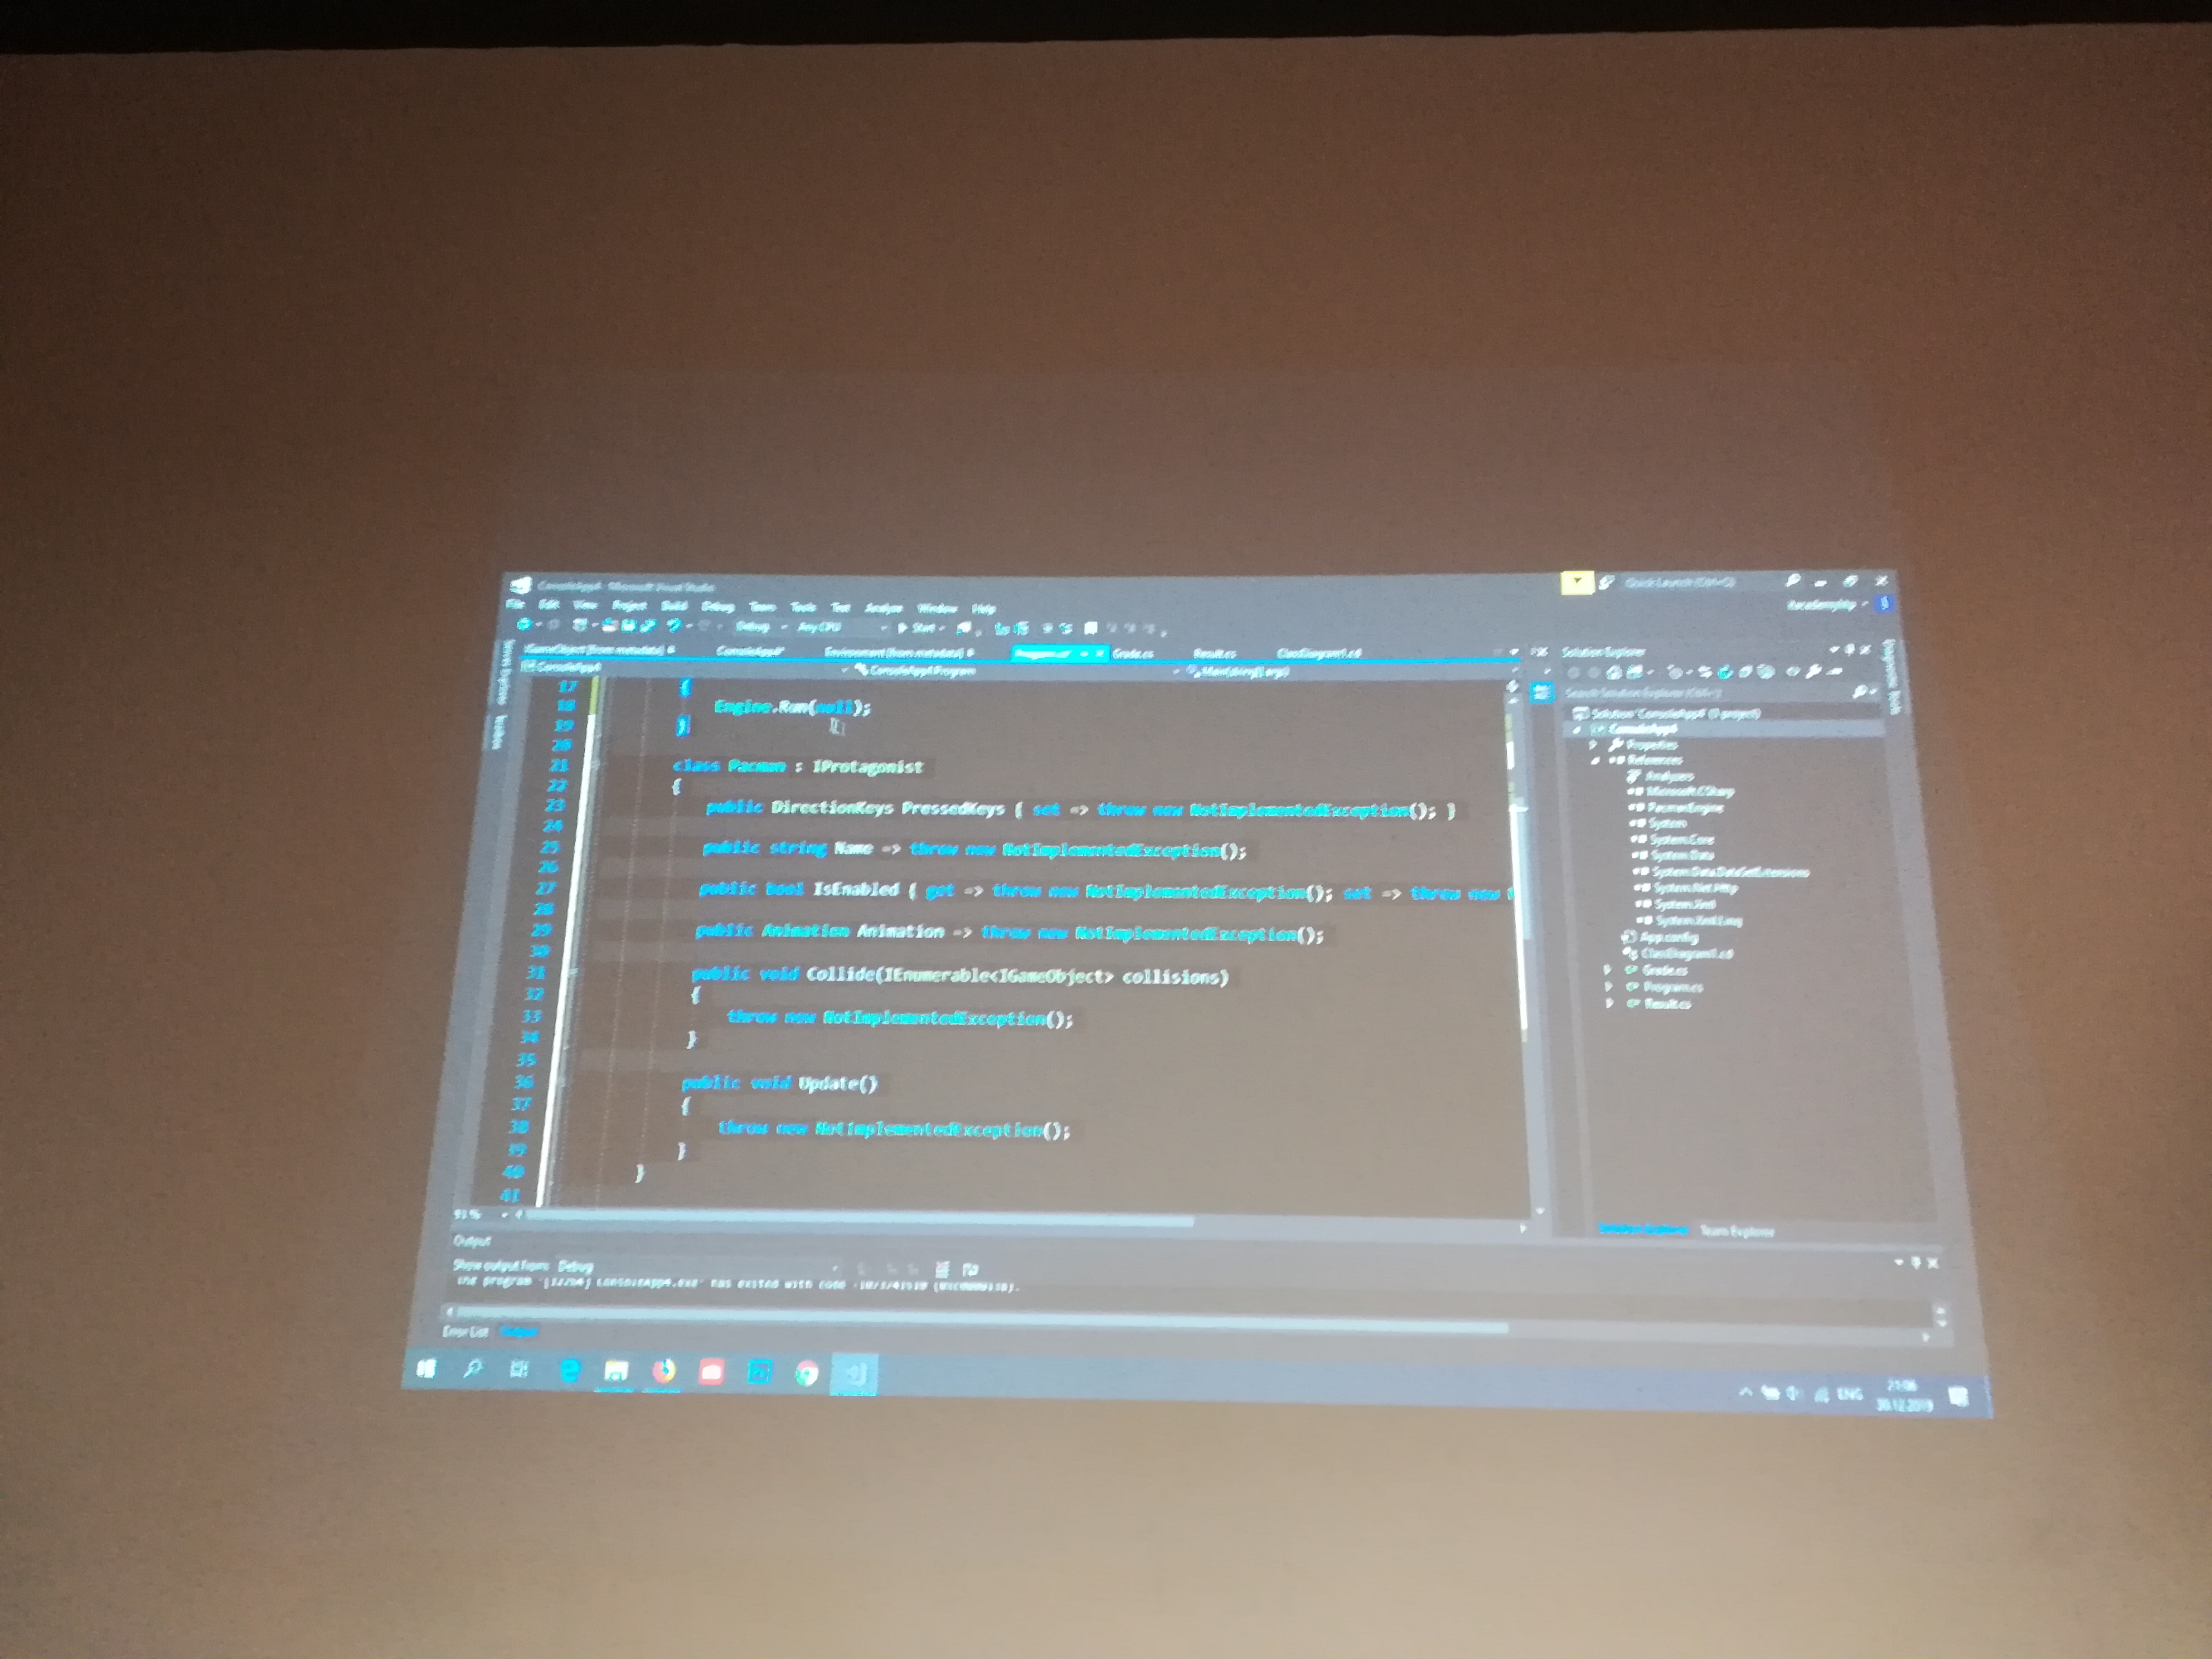 ConsoleApp4 - Microsoft Visual Studio
Quick Launch (Ctrl+Q)
File Edit View Project Build Debug Team Tools Test Analyze Window Help
Debug Any CPU Start
IGameObject [from metadata] ConsoleApp4* Environment [from metadata] Program.cs* Grade.cs Result.cs ClassDiagram1.cd
ConsoleApp4 ConsoleApp4.Program Main(string[] args)
Server Explorer
Toolbox
17 {
18 Engine.Run(null);
19 }
20
21 class Pacman : IProtagonist
22 {
23 public DirectionKeys PressedKeys { set => throw new NotImplementedException(); }
24
25 public string Name => throw new NotImplementedException();
26
27 public bool IsEnabled { get => throw new NotImplementedException(); set => throw new
28
29 public Animation Animation => throw new NotImplementedException();
30
31 public void Collide(IEnumerable<IGameObject> collisions)
32 {
33 throw new NotImplementedException();
34 }
35
36 public void Update()
37 {
38 throw new NotImplementedException();
39 }
40 }
41
93 %
Solution Explorer
Search Solution Explorer (Ctrl+;)
Solution 'ConsoleApp4' (1 project)
ConsoleApp4
Properties
References
Analyzers
Microsoft.CSharp
PacmanEngine
System
System.Core
System.Data
System.Data.DataSetExtensions
System.Net.Http
System.Xml
System.Xml.Linq
App.config
ClassDiagram1.cd
Grade.cs
Program.cs
Result.cs
Solution Explorer Team Explorer
Diagnostic Tools
Output
Show output from: Debug
The program ConsoleApp4.exe' has exited with code
Error List Output
ENG
21:06
30.12.2019